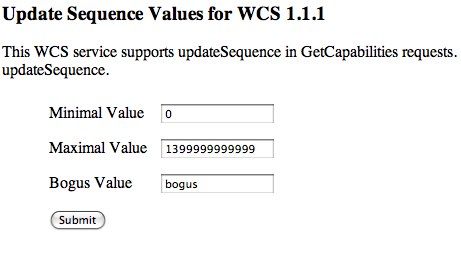 Update Sequence Values for WCS 1.1.1
This WCS service supports updateSequence in GetCapabilities requests.
updateSequence.
Minimal Value 0
Maximal Value 1399999999999
Bogus Value bogus
Submit